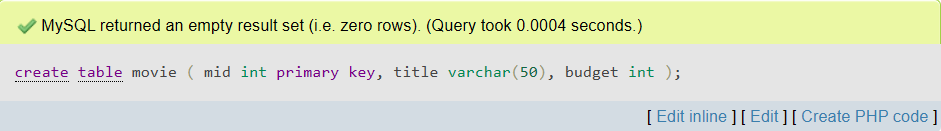 MySQL returned an empty result set (i.e. zero rows). (Query took 0.0004 seconds.)
create table movie ( mid int primary key, title varchar(50), budget int );
[ Edit inline ] [ Edit ] [ Create PHP code ]